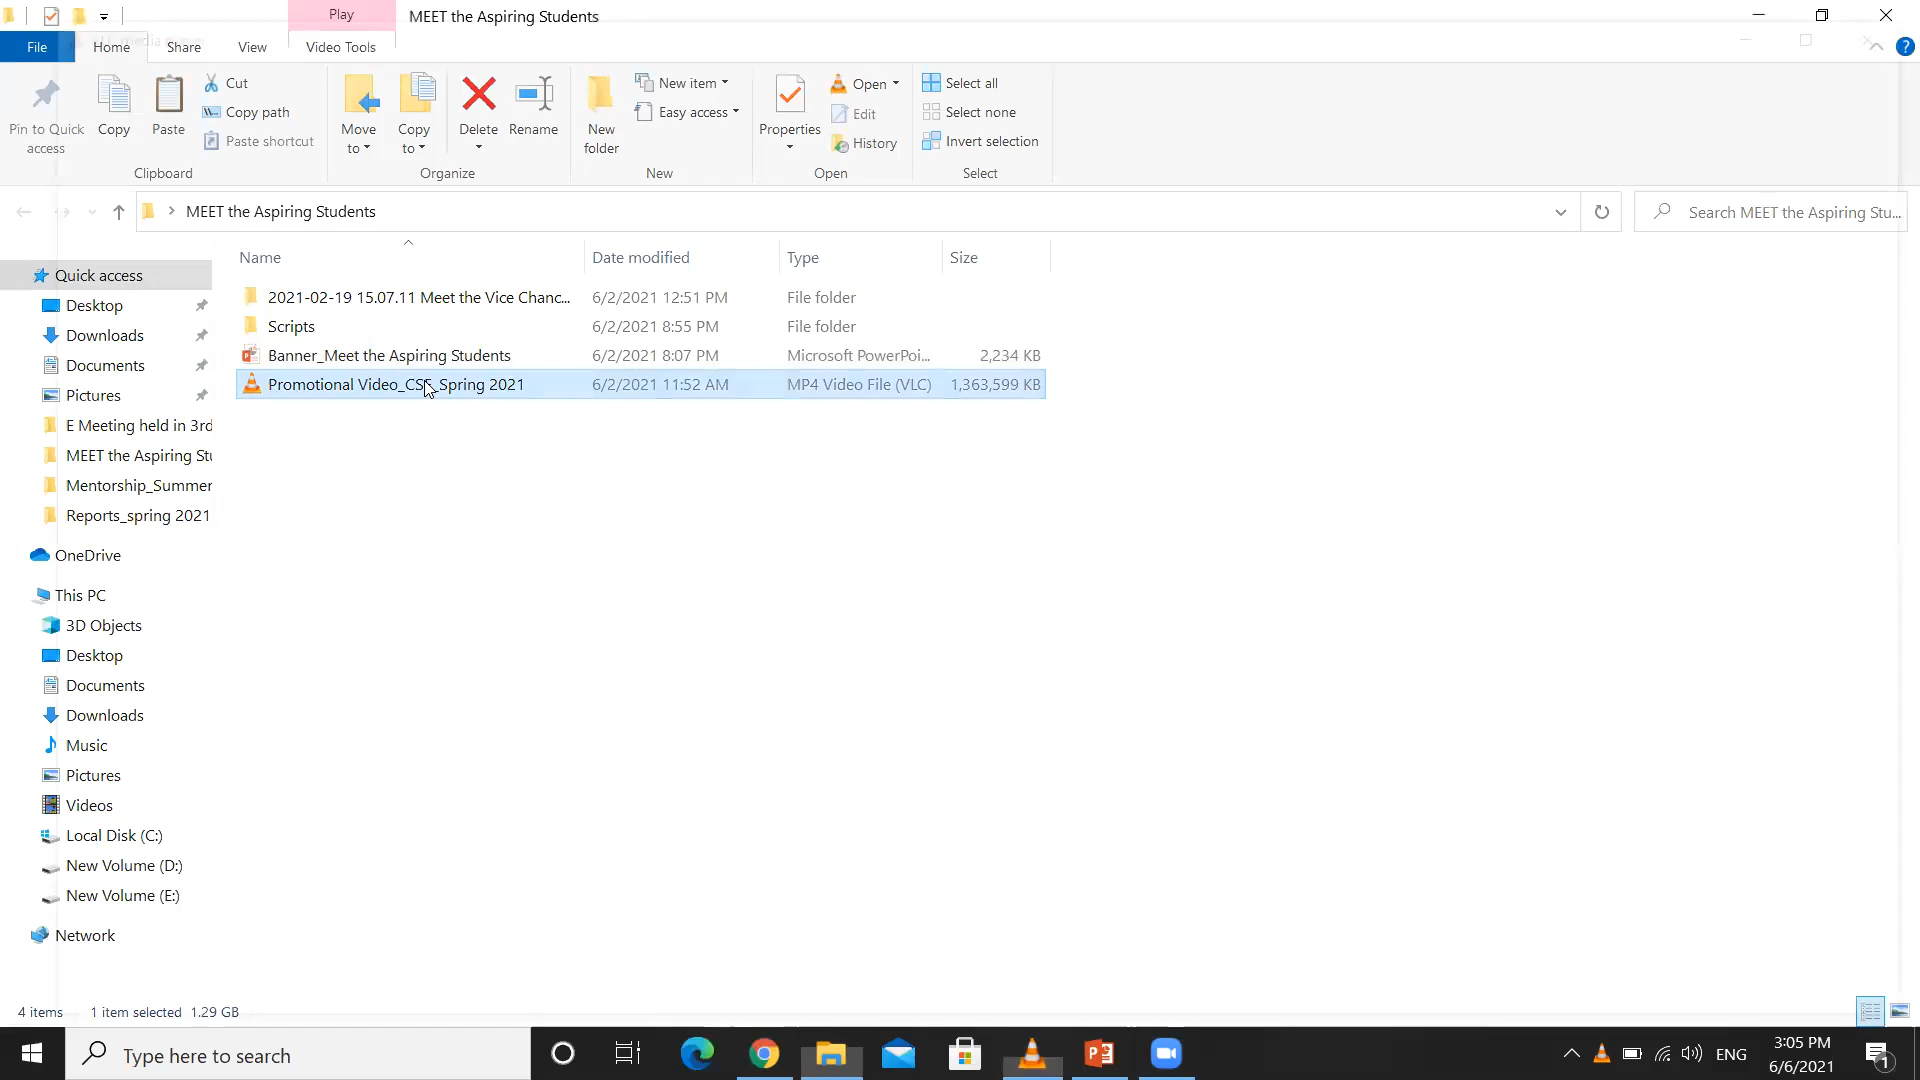 Play MEET the Aspiring Students
File Home Share View Video Tools
Pin to Quick access
Copy
Paste
Cut
Copy path
Paste shortcut
Clipboard
Move to
Copy to
Delete
Rename
Organize
New folder
New item
Easy access
New
Properties
Open
Edit
History
Open
Select all
Select none
Invert selection
Select
MEET the Aspiring Students
Search MEET the Aspiring Stu...
Name Date modified Type Size
2021-02-19 15.07.11 Meet the Vice Chanc... 6/2/2021 12:51 PM File folder
Scripts 6/2/2021 8:55 PM File folder
Banner_Meet the Aspiring Students 6/2/2021 8:07 PM Microsoft PowerPoi... 2,234 KB
Promotional Video_CSE_Spring 2021 6/2/2021 11:52 AM MP4 Video File (VLC) 1,363,599 KB
Quick access
Desktop
Downloads
Documents
Pictures
E Meeting held in 3rd
MEET the Aspiring Stu
Mentorship_Summer
Reports_spring 2021
OneDrive
This PC
3D Objects
Desktop
Documents
Downloads
Music
Pictures
Videos
Local Disk (C:)
New Volume (D:)
New Volume (E:)
Network
4 items 1 item selected 1.29 GB
Type here to search
ENG
3:05 PM
6/6/2021
1